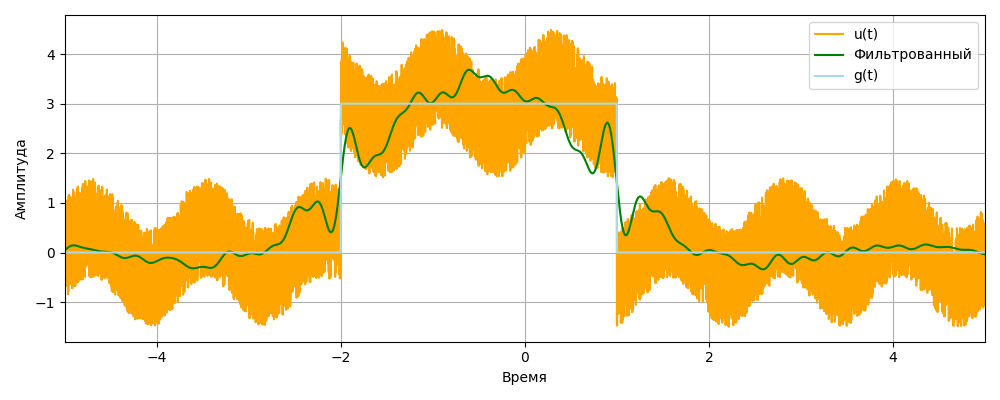 u(t)
Фильтрованный
g(t)
Амплитуда
4
3
2
1
0
−1
−4
−2
0
2
4
Время